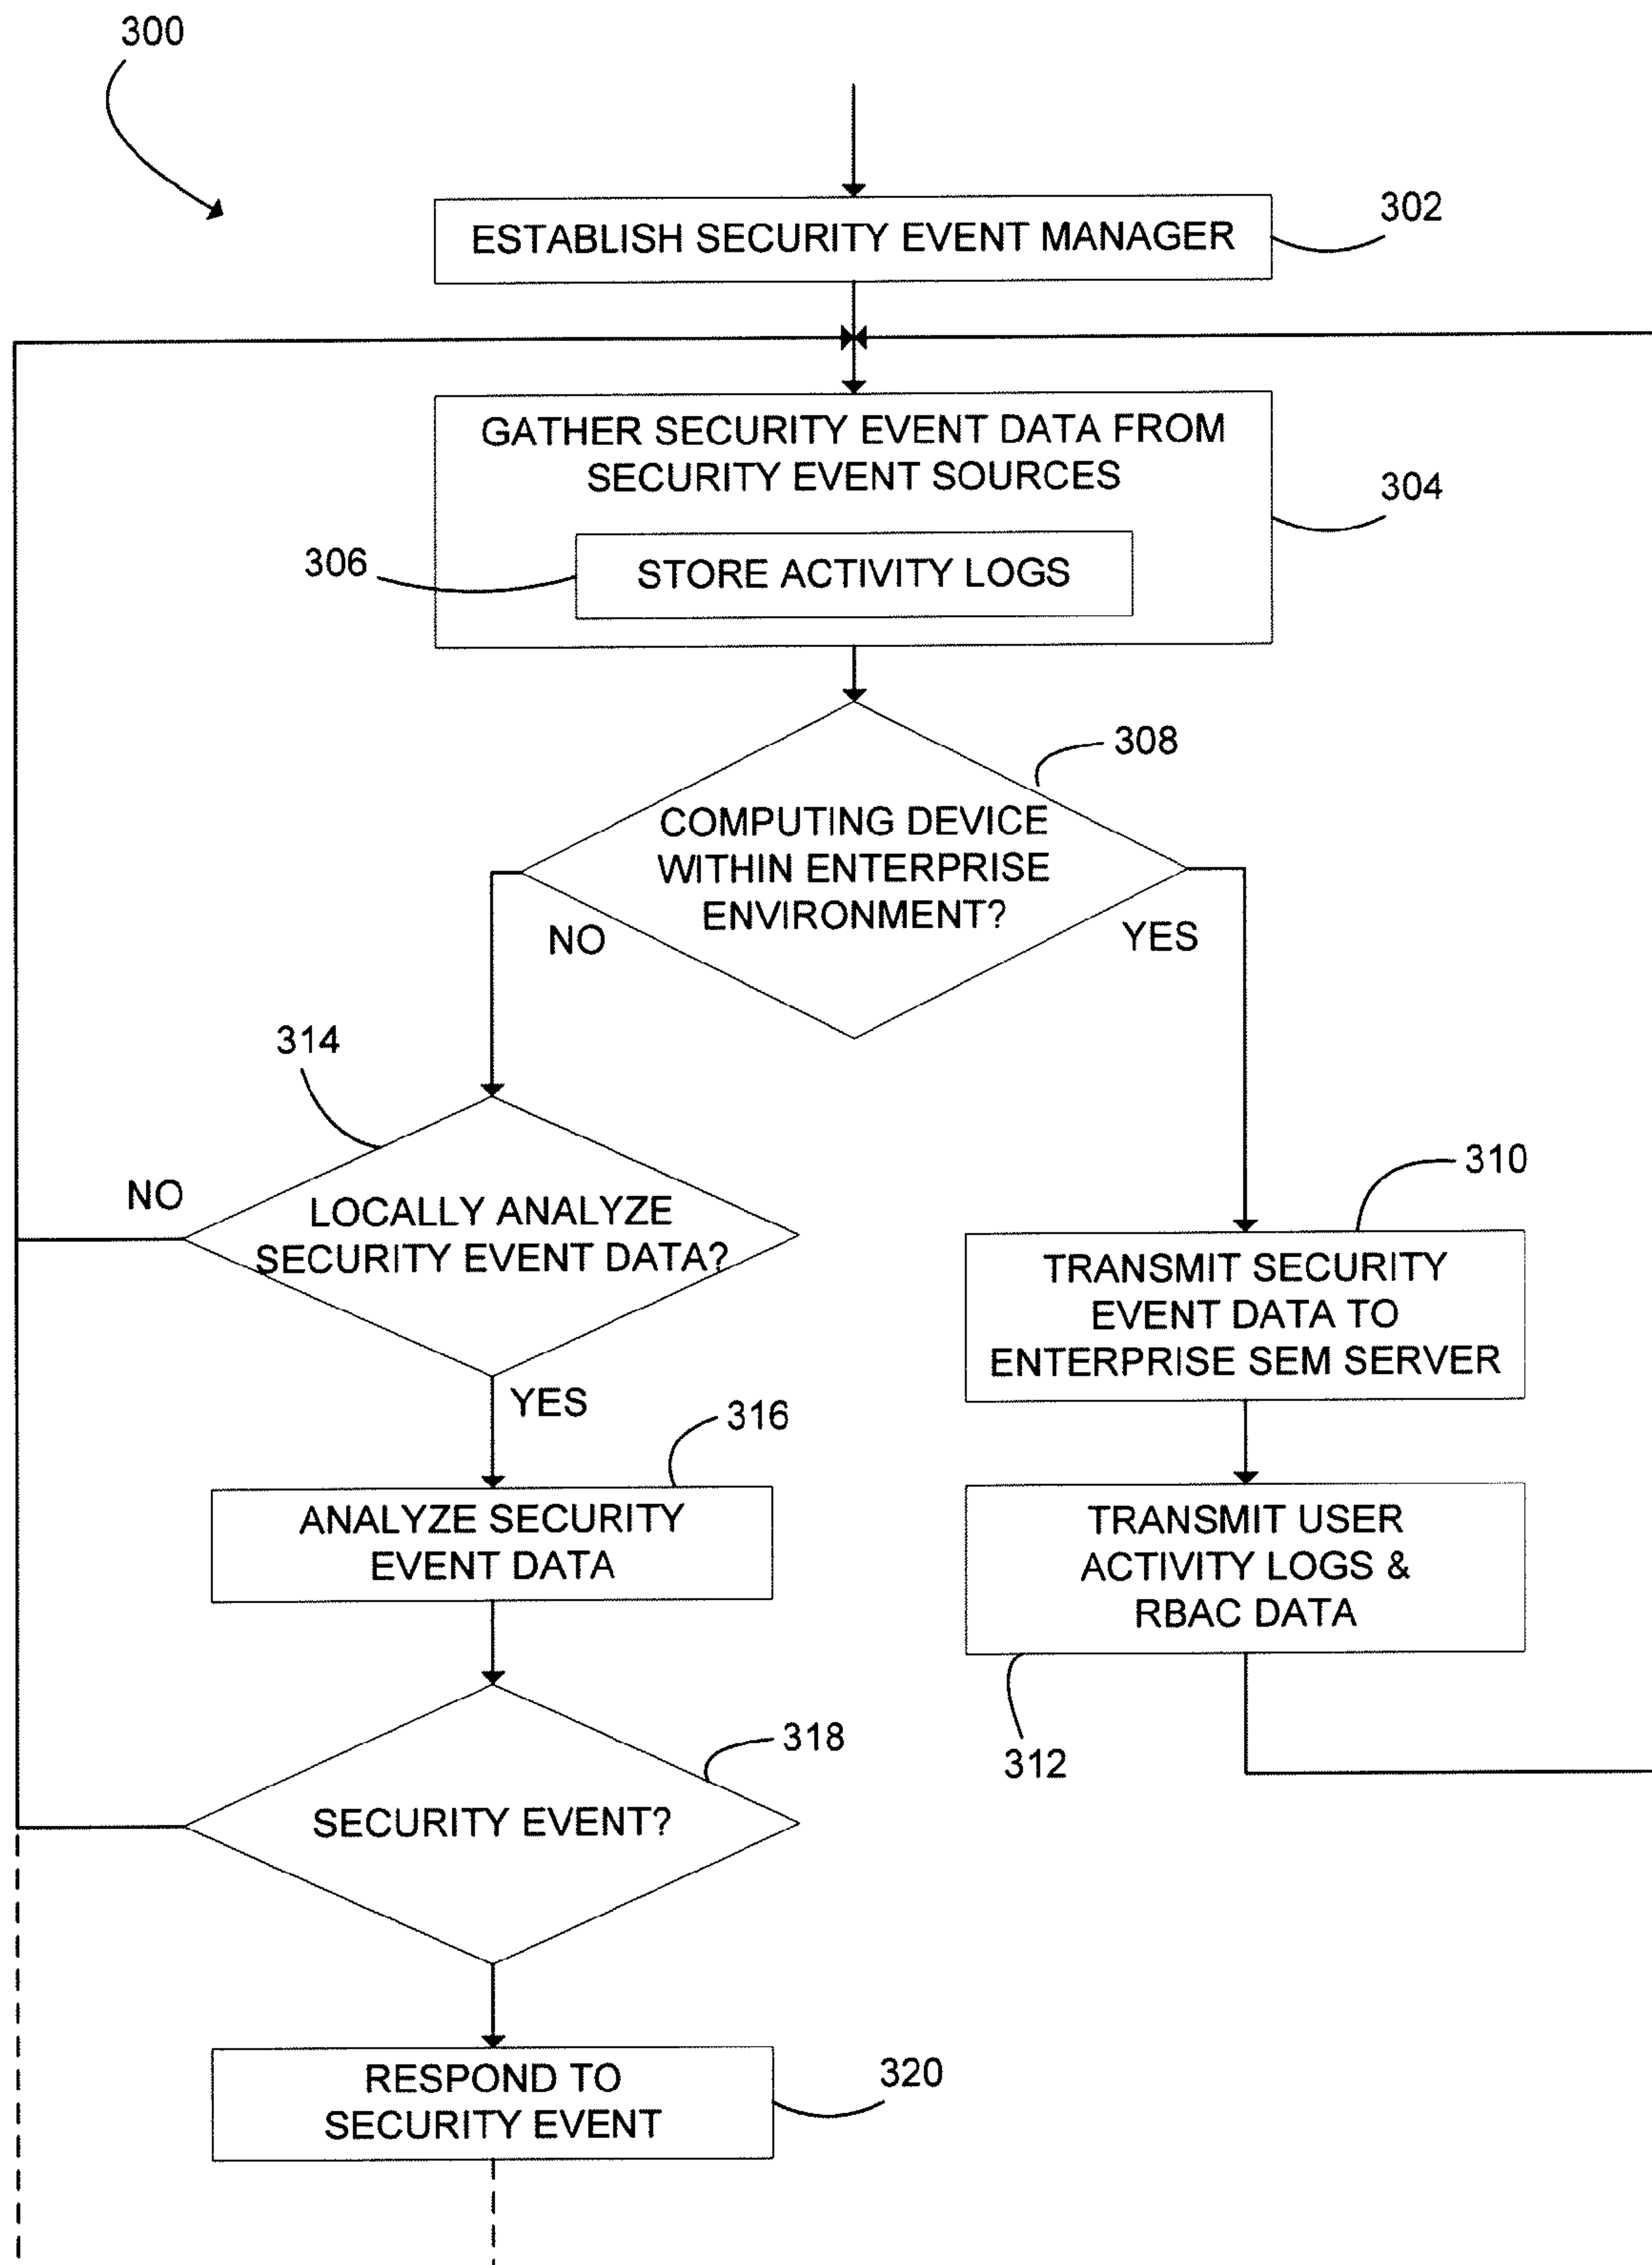 300
302
ESTABLISH SECURITY EVENT MANAGER
GATHER SECURITY EVENT DATA FROM
SECURITY EVENT SOURCES
304
306
STORE ACTIVITY LOGS
308
COMPUTING DEVICE
WITHIN ENTERPRISE
ENVIRONMENT?
NO
YES
314
NO
LOCALLY ANALYZE
SECURITY EVENT DATA?
310
TRANSMIT SECURITY
EVENT DATA TO
ENTERPRISE SEM SERVER
YES
316
ANALYZE SECURITY
EVENT DATA
TRANSMIT USER
ACTIVITY LOGS &
RBAC DATA
312
318
SECURITY EVENT?
RESPOND TO
SECURITY EVENT
320